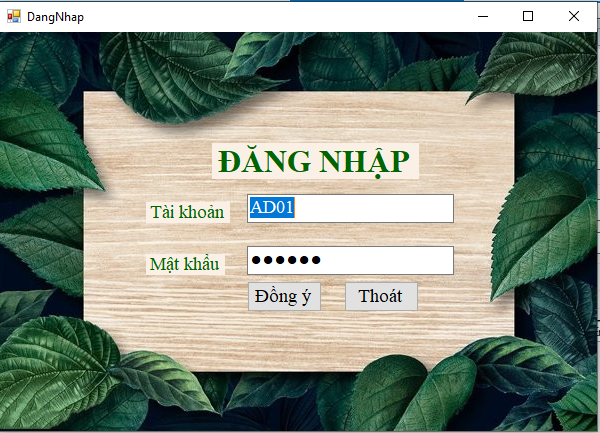 DangNhap
ĐĂNG NHẬP
Tài khoản
AD01
Mật khẩu
●●●●●●
Đồng ý
Thoát